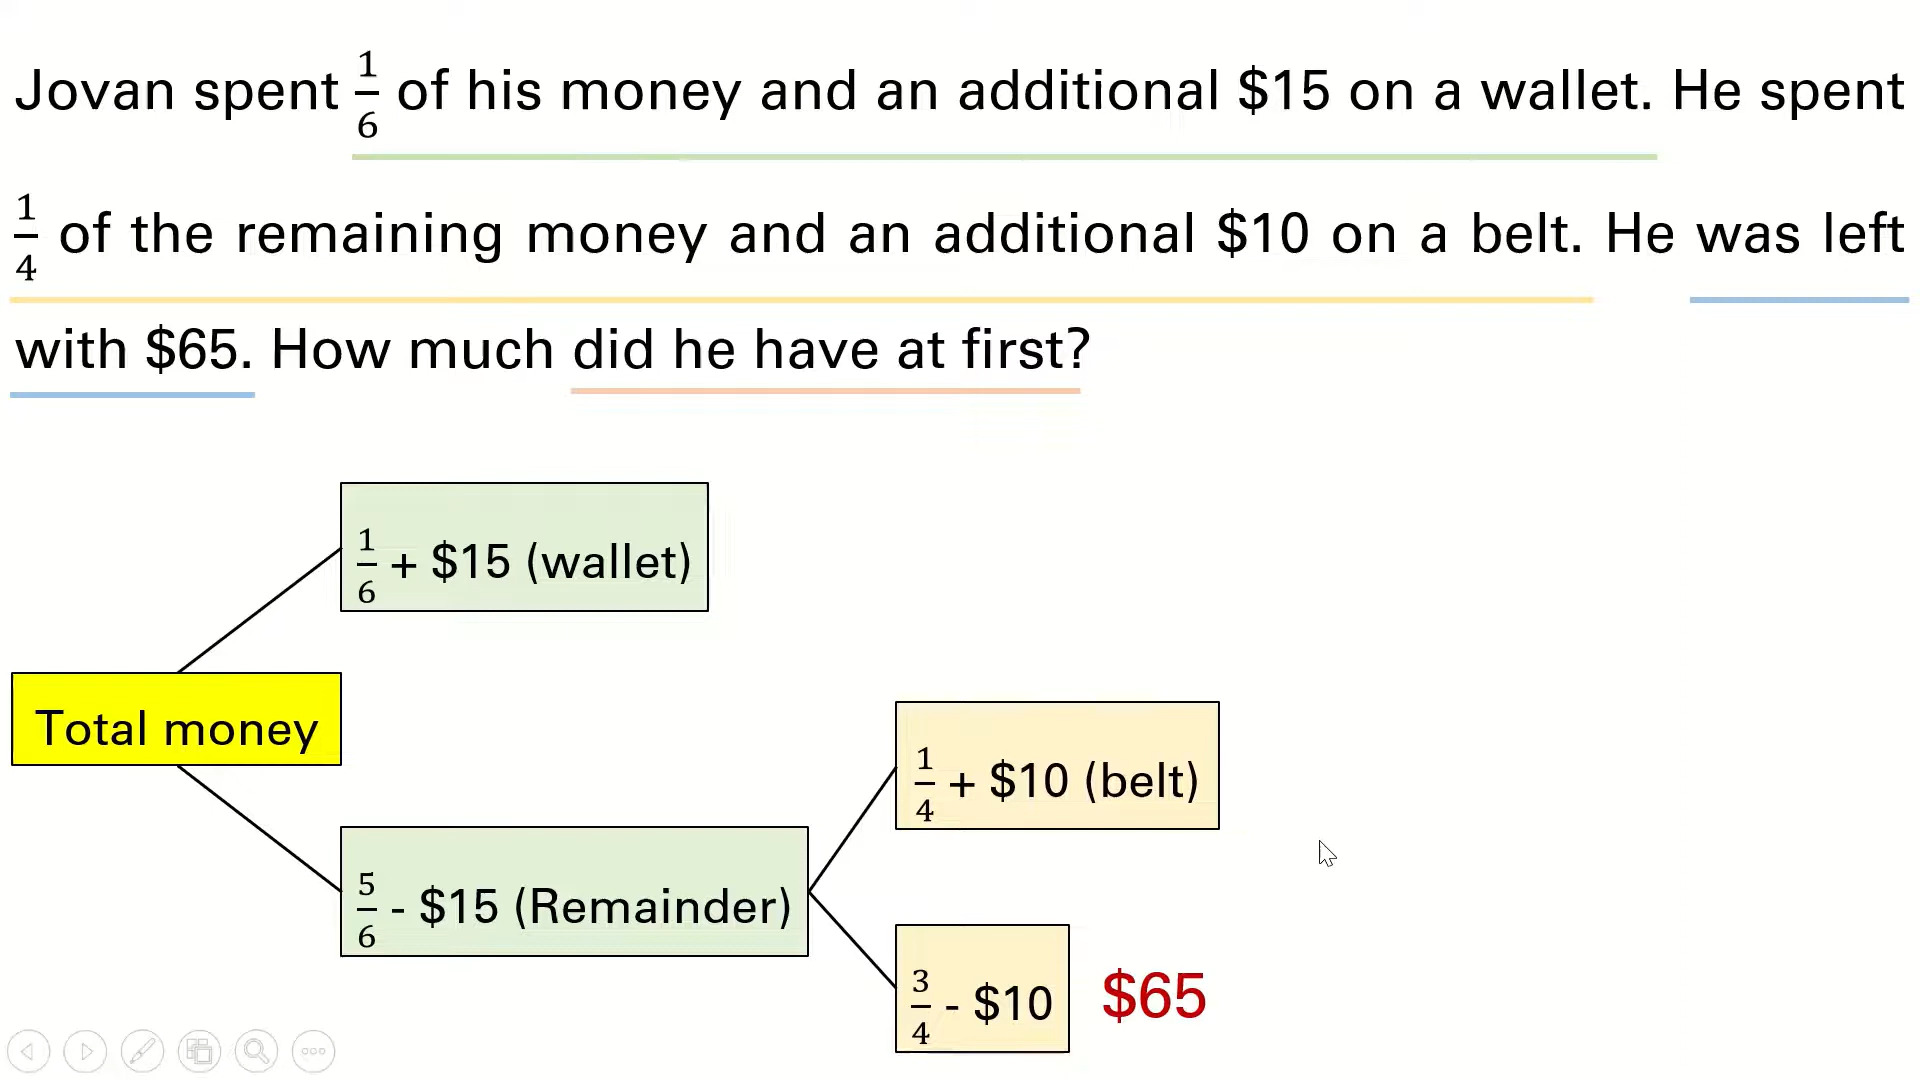 Jovan spent 1/6 of his money and an additional $15 on a wallet. He spent
1/4 of the remaining money and an additional $10 on a belt. He was left
with $65. How much did he have at first?
1/6 + $15 (wallet)
Total money
1/4 + $10 (belt)
5/6 - $15 (Remainder)
3/4 - $10 $65